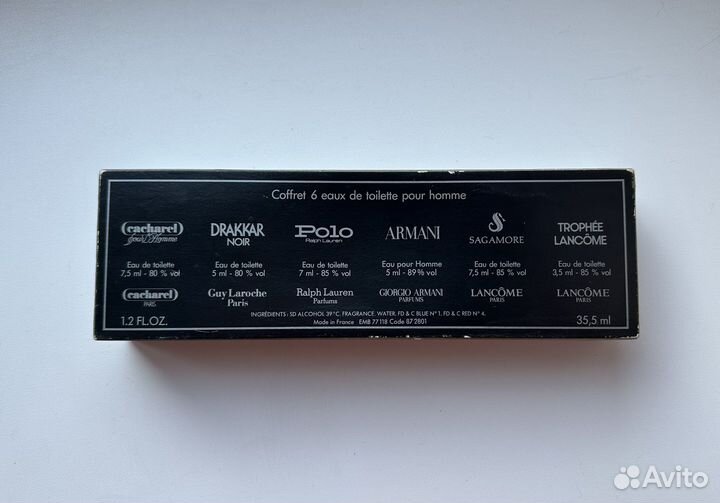 Coffret 6 eaux de toilette pour homme
cacharel
pour l'Homme
Eau de toilette
7,5 ml - 80 % vol
cacharel
PARIS
DRAKKAR
NOIR
Eau de toilette
5 ml - 80 % vol
Guy Laroche
Paris
Polo
Ralph Lauren
Eau de toilette
7 ml - 85 % vol
Ralph Lauren
Parfums
ARMANI
Eau pour Homme
5 ml - 89% vol
GIORGIO ARMANI
PARFUMS
S
SAGAMORE
Eau de toilette
7,5 ml - 85 % vol
LANCÔME
PARIS
TROPHÉE
LANCÔME
Eau de toilette
3,5 ml - 85% vol
LANCÔME
PARIS
1.2 FL.OZ.
INGRÉDIENTS : SD ALCOHOL 39°C. FRAGRANCE. WATER. FD & C BLUE N° 1. FD & C RED N° 4.
Made in France EMB 77118 Code 872801
35,5 ml
Avito